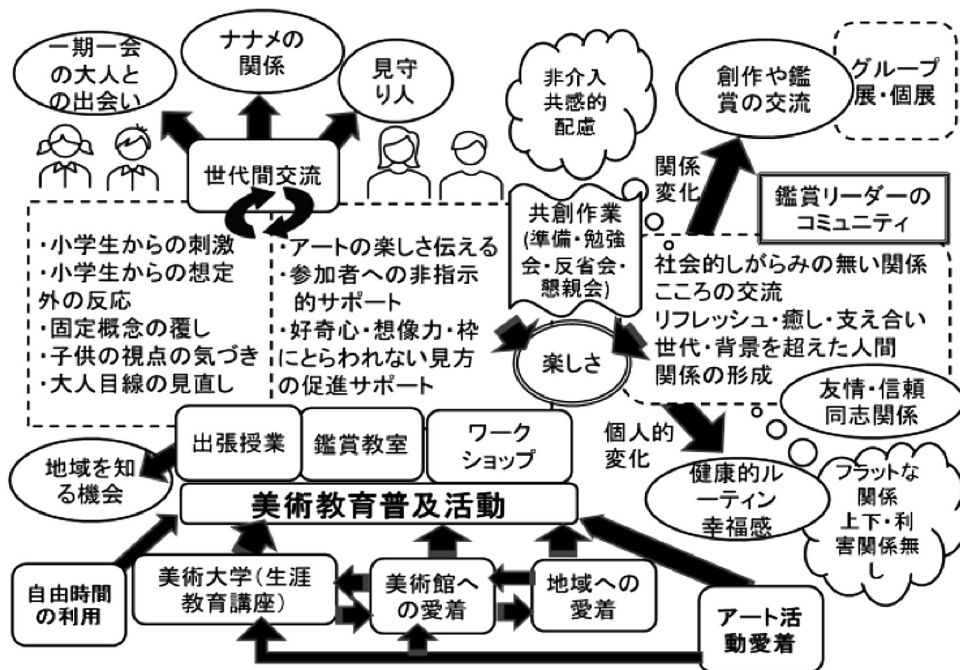 一期一会
の大人と
の出会い
ナナメの
関係
見守
り人
世代間交流
非介入
共感的
配慮
創作や鑑
賞の交流
グループ
展・個展
関係
変化
鑑賞リーダーの
コミュニティ
共創作業
(準備・勉強
会・反省会・
懇親会)
・小学生からの刺激
・小学生からの想定
外の反応
・固定概念の覆し
・子供の視点の気づき
・大人目線の見直し
・アートの楽しさ伝える
・参加者への非指示
的サポート
・好奇心・想像力・枠
にとらわれない見方
の促進サポート
楽しさ
社会的しがらみの無い関係
こころの交流
リフレッシュ・癒し・支え合い
世代・背景を超えた人間
関係の形成
友情・信頼
同志関係
個人的
変化
健康的ル
ーティン
幸福感
フラットな
関係
上下・利
害関係無
し
出張授業
鑑賞教室
ワーク
ショップ
地域を知
る機会
美術教育普及活動
自由時間
の利用
美術大学(生涯
教育講座)
美術館へ
の愛着
地域への
愛着
アート活
動愛着